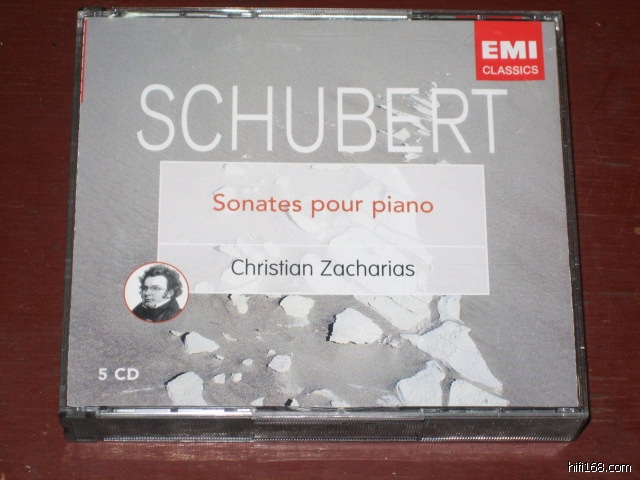 EMI
CLASSICS
SCHUBERT
Sonates pour piano
Christian Zacharias
5 CD
hifi168.com